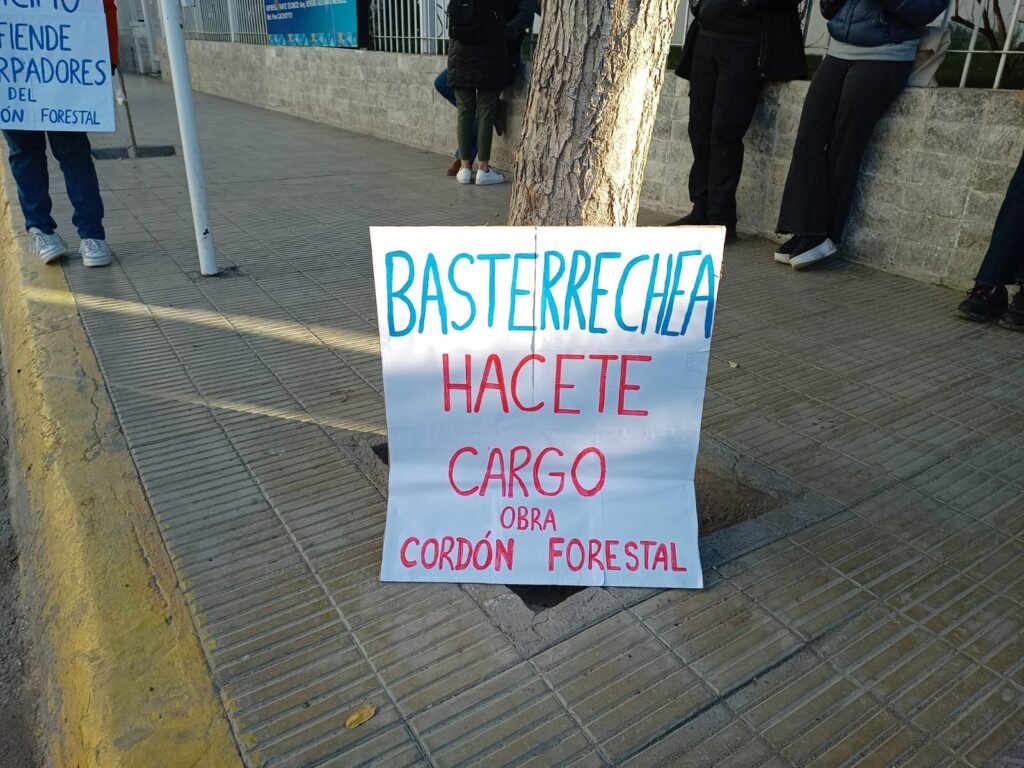 FIENDE
RPADORES
DEL
ÓN FORESTAL
BASTERRECHEA
HACETE
CARGO
OBRA
CORDÓN FORESTAL